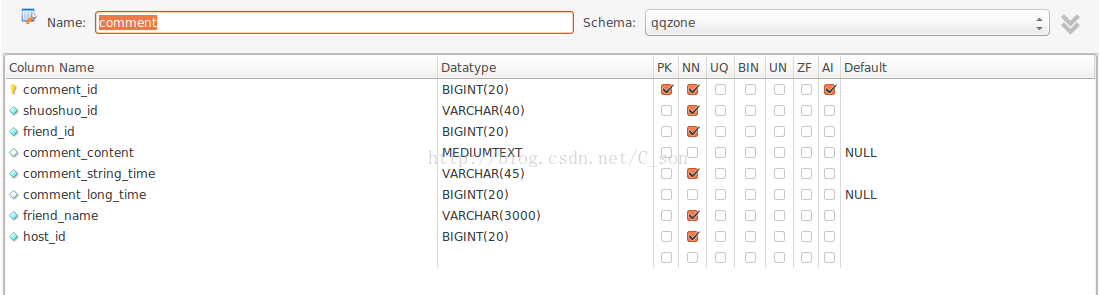 Name: comment Schema: qqzone
Column Name Datatype PK NN UQ BIN UN ZF AI Default
comment_id BIGINT(20)
shuoshuo_id VARCHAR(40)
friend_id BIGINT(20)
comment_content MEDIUMTEXT NULL
http://blog.csdn.net/C_son
comment_string_time VARCHAR(45)
comment_long_time BIGINT(20) NULL
friend_name VARCHAR(3000)
host_id BIGINT(20)